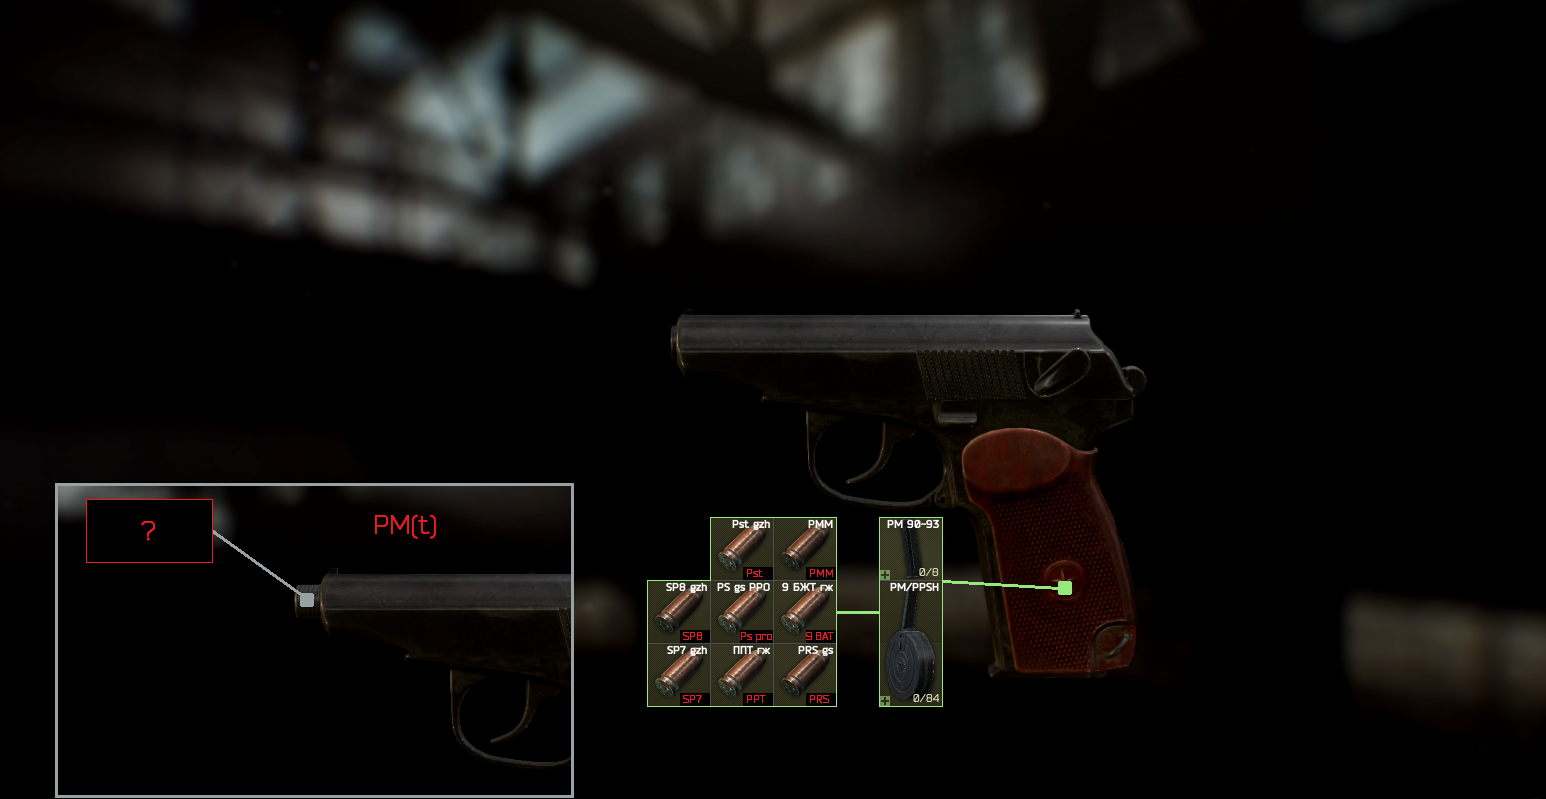 ?
PM(t)
Pst gzh
Pst
PMM
PMM
SP8 gzh
SP8
PS gs PPO
Ps pro
9 БЖТ гж
9 BAT
SP7 gzh
SP7
ППТ гж
PPT
PRS gs
PRS
PM 90-93
0/8
PM/PPSH
0/84